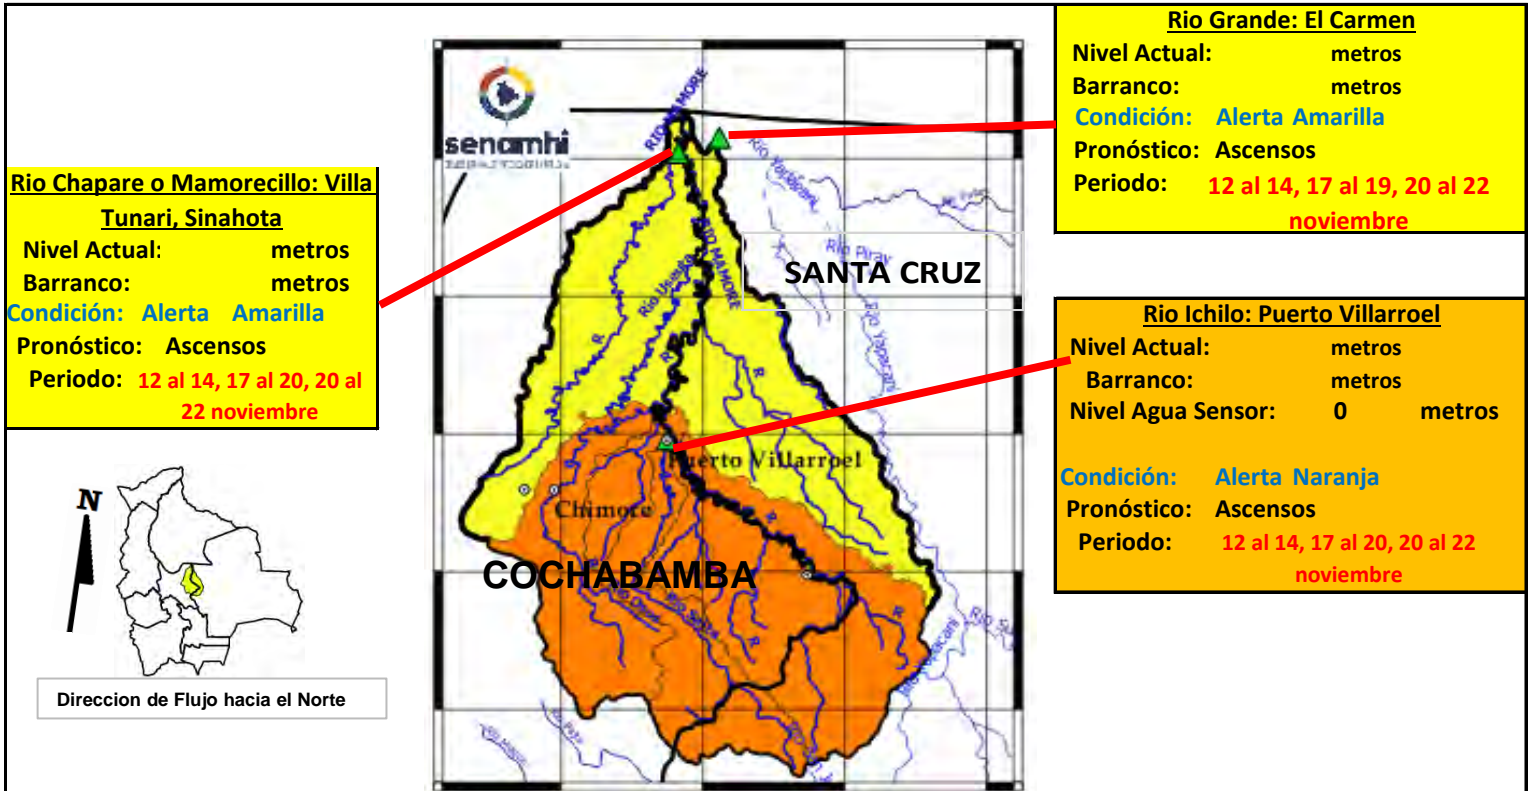 Rio Grande: El Carmen
Nivel Actual: metros
Barranco: metros
Condición: Alerta Amarilla
Pronóstico: Ascensos
Periodo: 12 al 14, 17 al 19, 20 al 22
noviembre
Rio Chapare o Mamorecillo: Villa
Tunari, Sinahota
Nivel Actual: metros
Barranco: metros
Condición: Alerta Amarilla
Pronóstico: Ascensos
Periodo: 12 al 14, 17 al 20, 20 al
22 noviembre
Rio Ichilo: Puerto Villarroel
Nivel Actual: metros
Barranco: metros
Nivel Agua Sensor: 0 metros
Condición: Alerta Naranja
Pronóstico: Ascensos
Periodo: 12 al 14, 17 al 20, 20 al 22
noviembre
senamhi
RIO MAMORE
Rio Yapacani
Rio Piray
SANTA CRUZ
RIO MAMORE
R
R
R
Rio Yapacani
Puerto Villarroel
Chimore
COCHABAMBA
R
R
N
Direccion de Flujo hacia el Norte